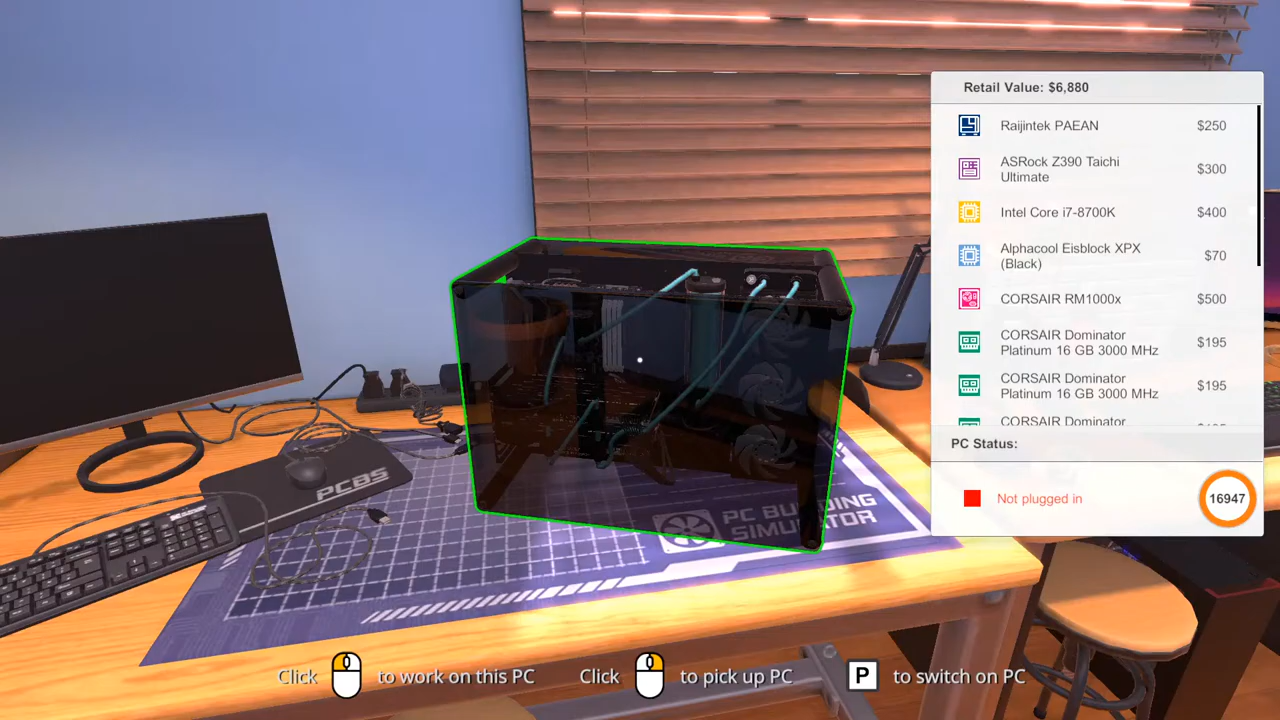 Retail Value: $6,880
Raijintek PAEAN $250
ASRock Z390 Taichi
Ultimate $300
Intel Core i7-8700K $400
Alphacool Eisblock XPX
(Black) $70
CORSAIR RM1000x $500
CORSAIR Dominator
Platinum 16 GB 3000 MHz $195
CORSAIR Dominator
Platinum 16 GB 3000 MHz $195
CORSAIR Dominator
PC Status:
Not plugged in 16947
PCBS
PC BUILDING
SIMULATOR
Click to work on this PC Click to pick up PC P to switch on PC